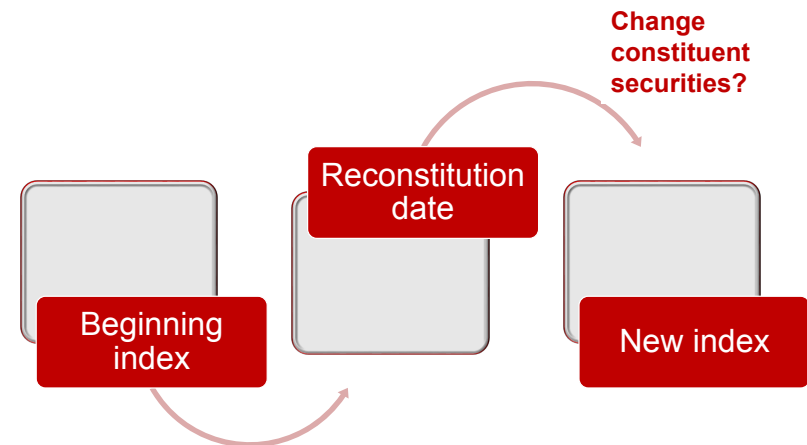 Change
constituent
securities?
Reconstitution
date
Beginning
index
New index